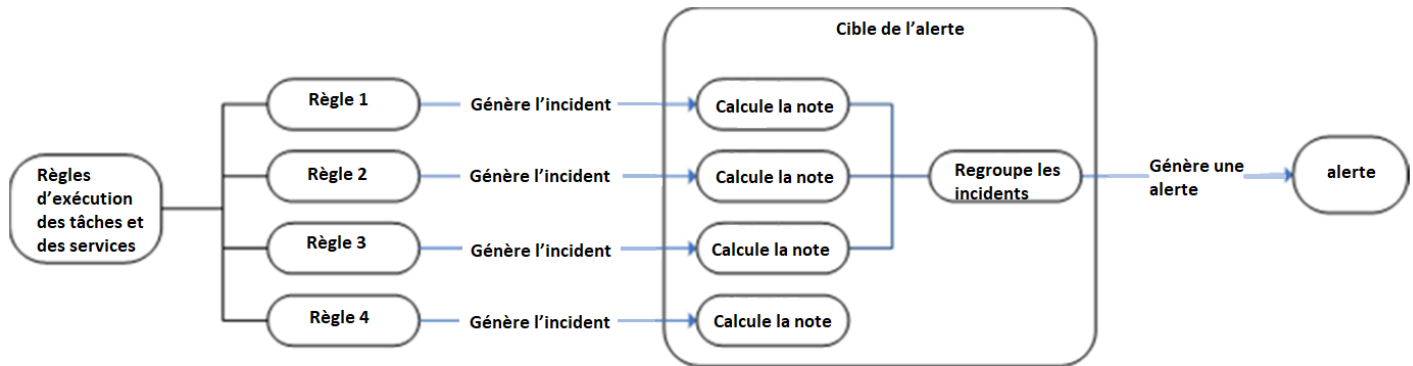 Cible de l’alerte
Règles
d’exécution
des tâches et
des services
Règle 1
Génère l’incident
Calcule la note
Règle 2
Génère l’incident
Calcule la note
Règle 3
Génère l’incident
Calcule la note
Règle 4
Génère l’incident
Calcule la note
Regroupe les
incidents
Génère une
alerte
alerte